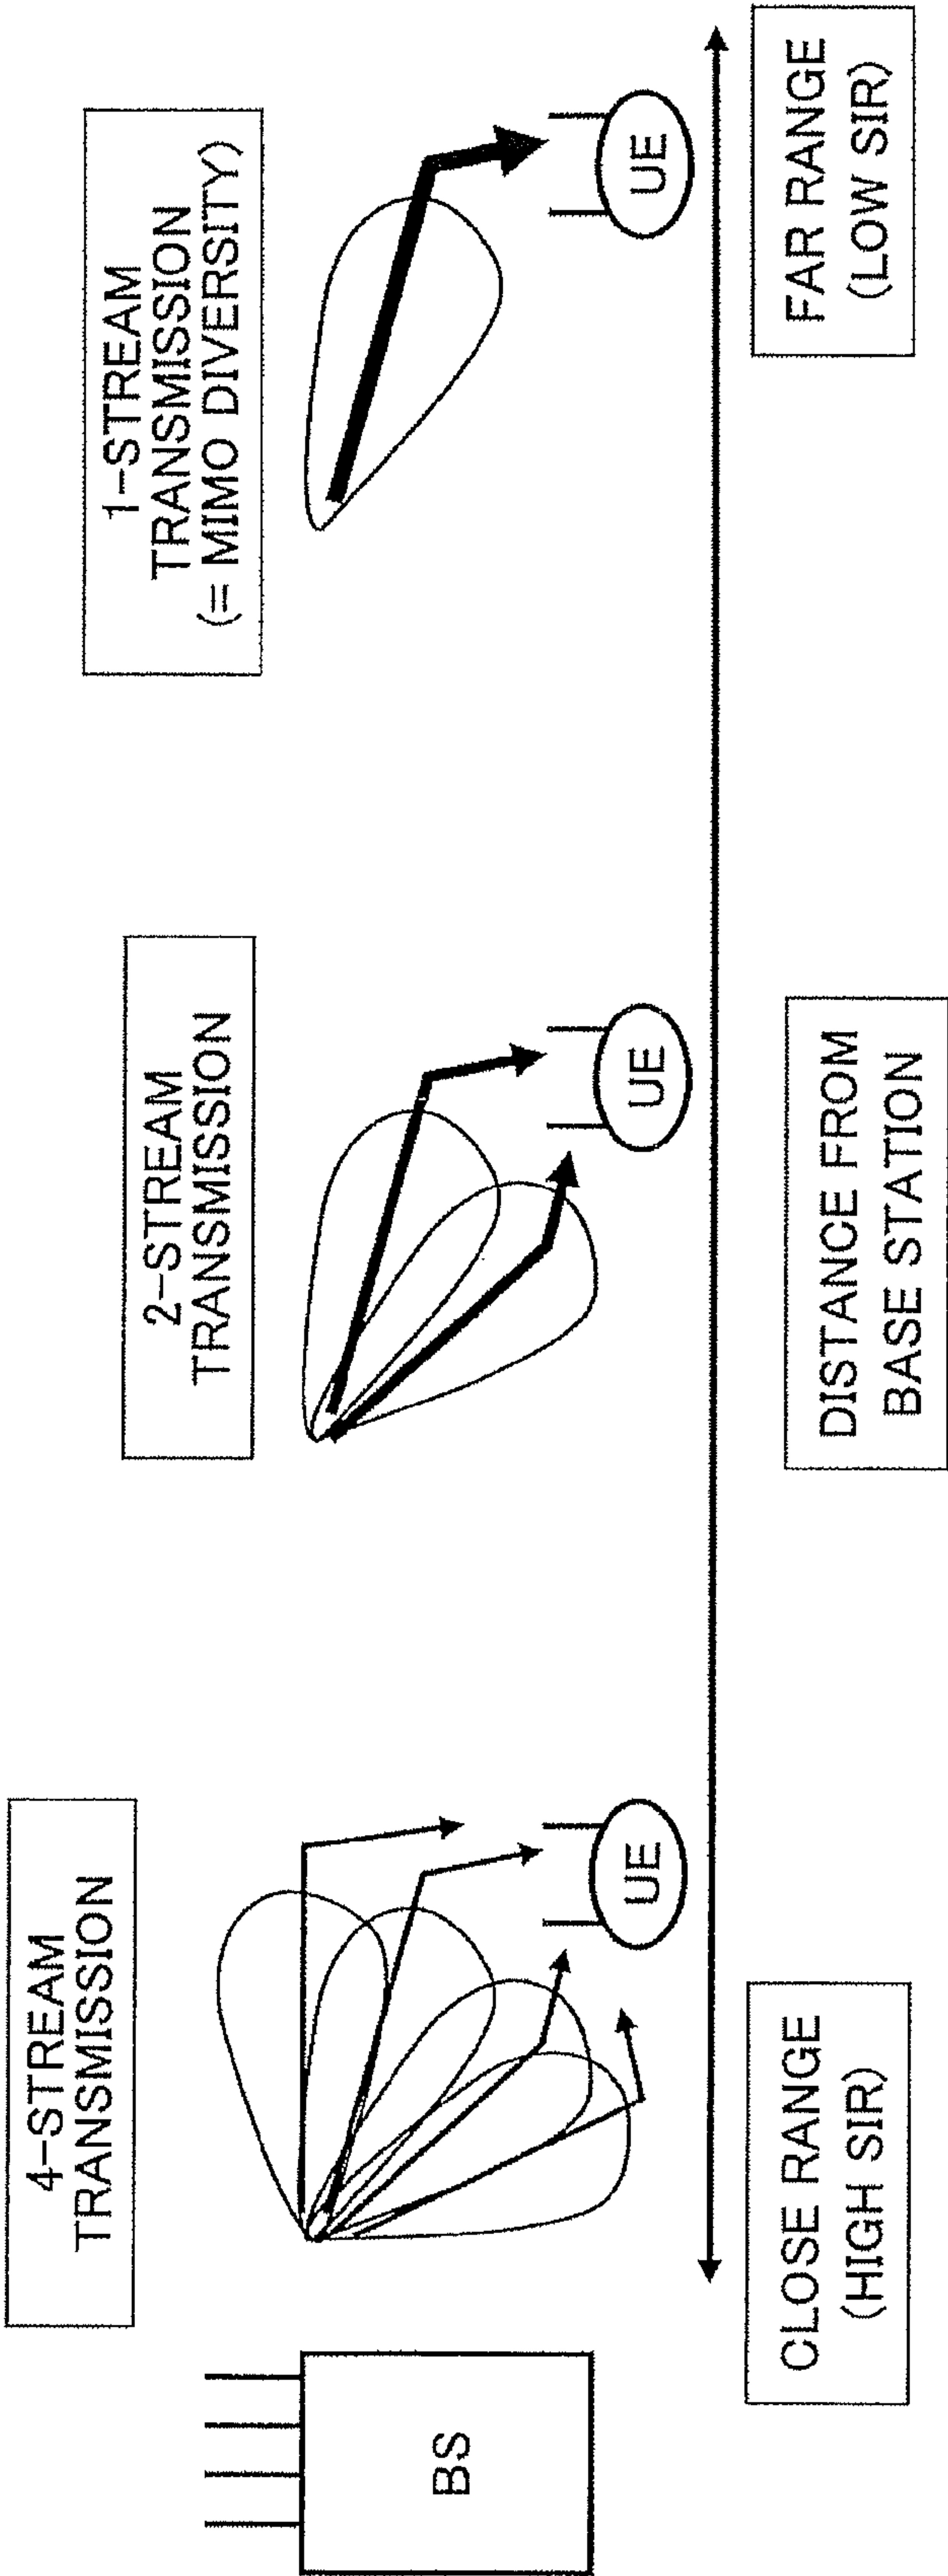 4-STREAM
TRANSMISSION
2-STREAM
TRANSMISSION
1-STREAM
TRANSMISSION
(= MIMO DIVERSITY)
BS
UE
UE
UE
CLOSE RANGE
(HIGH SIR)
DISTANCE FROM
BASE STATION
FAR RANGE
(LOW SIR)